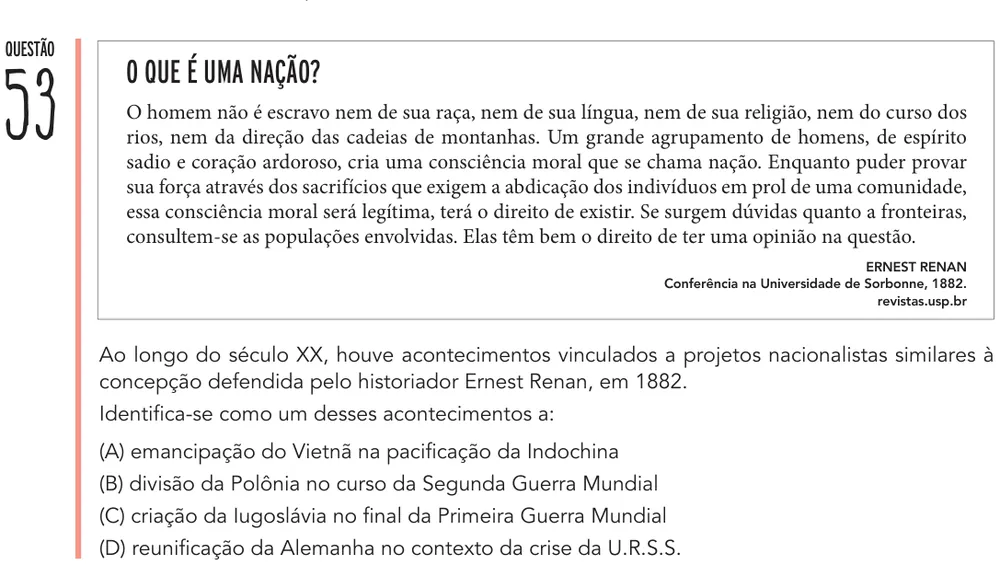 QUESTÃO
53
O QUE É UMA NAÇÃO?
O homem não é escravo nem de sua raça, nem de sua língua, nem de sua religião, nem do curso dos
rios, nem da direção das cadeias de montanhas. Um grande agrupamento de homens, de espírito
sadio e coração ardoroso, cria uma consciência moral que se chama nação. Enquanto puder provar
sua força através dos sacrifícios que exigem a abdicação dos indivíduos em prol de uma comunidade,
essa consciência moral será legítima, terá o direito de existir. Se surgem dúvidas quanto a fronteiras,
consultem-se as populações envolvidas. Elas têm bem o direito de ter uma opinião na questão.
ERNEST RENAN
Conferência na Universidade de Sorbonne, 1882.
revistas.usp.br
Ao longo do século XX, houve acontecimentos vinculados a projetos nacionalistas similares à
concepção defendida pelo historiador Ernest Renan, em 1882.
Identifica-se como um desses acontecimentos a:
(A) emancipação do Vietnã na pacificação da Indochina
(B) divisão da Polônia no curso da Segunda Guerra Mundial
(C) criação da Iugoslávia no final da Primeira Guerra Mundial
(D) reunificação da Alemanha no contexto da crise da U.R.S.S.